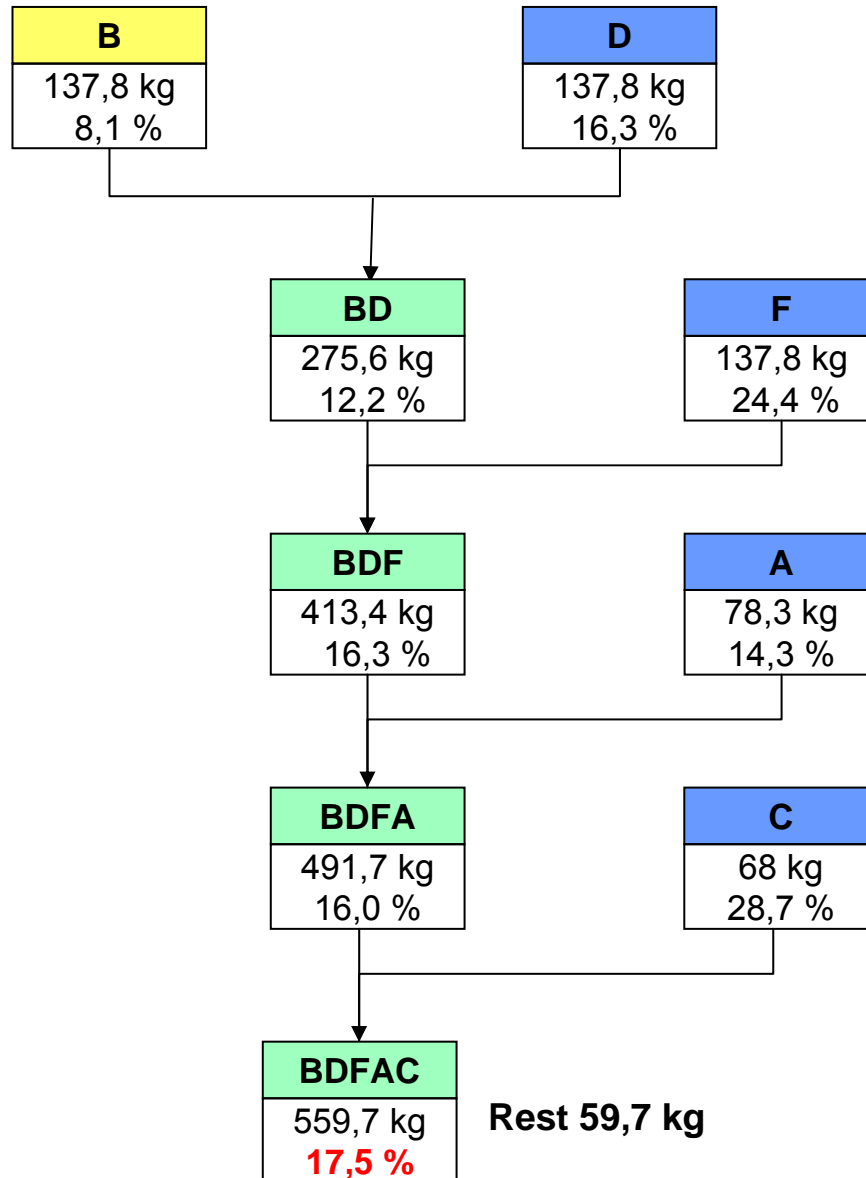 B
137,8 kg
8,1 %
D
137,8 kg
16,3 %
BD
275,6 kg
12,2 %
F
137,8 kg
24,4 %
BDF
413,4 kg
16,3 %
A
78,3 kg
14,3 %
BDFA
491,7 kg
16,0 %
C
68 kg
28,7 %
BDFAC
559,7 kg
17,5 %
Rest 59,7 kg